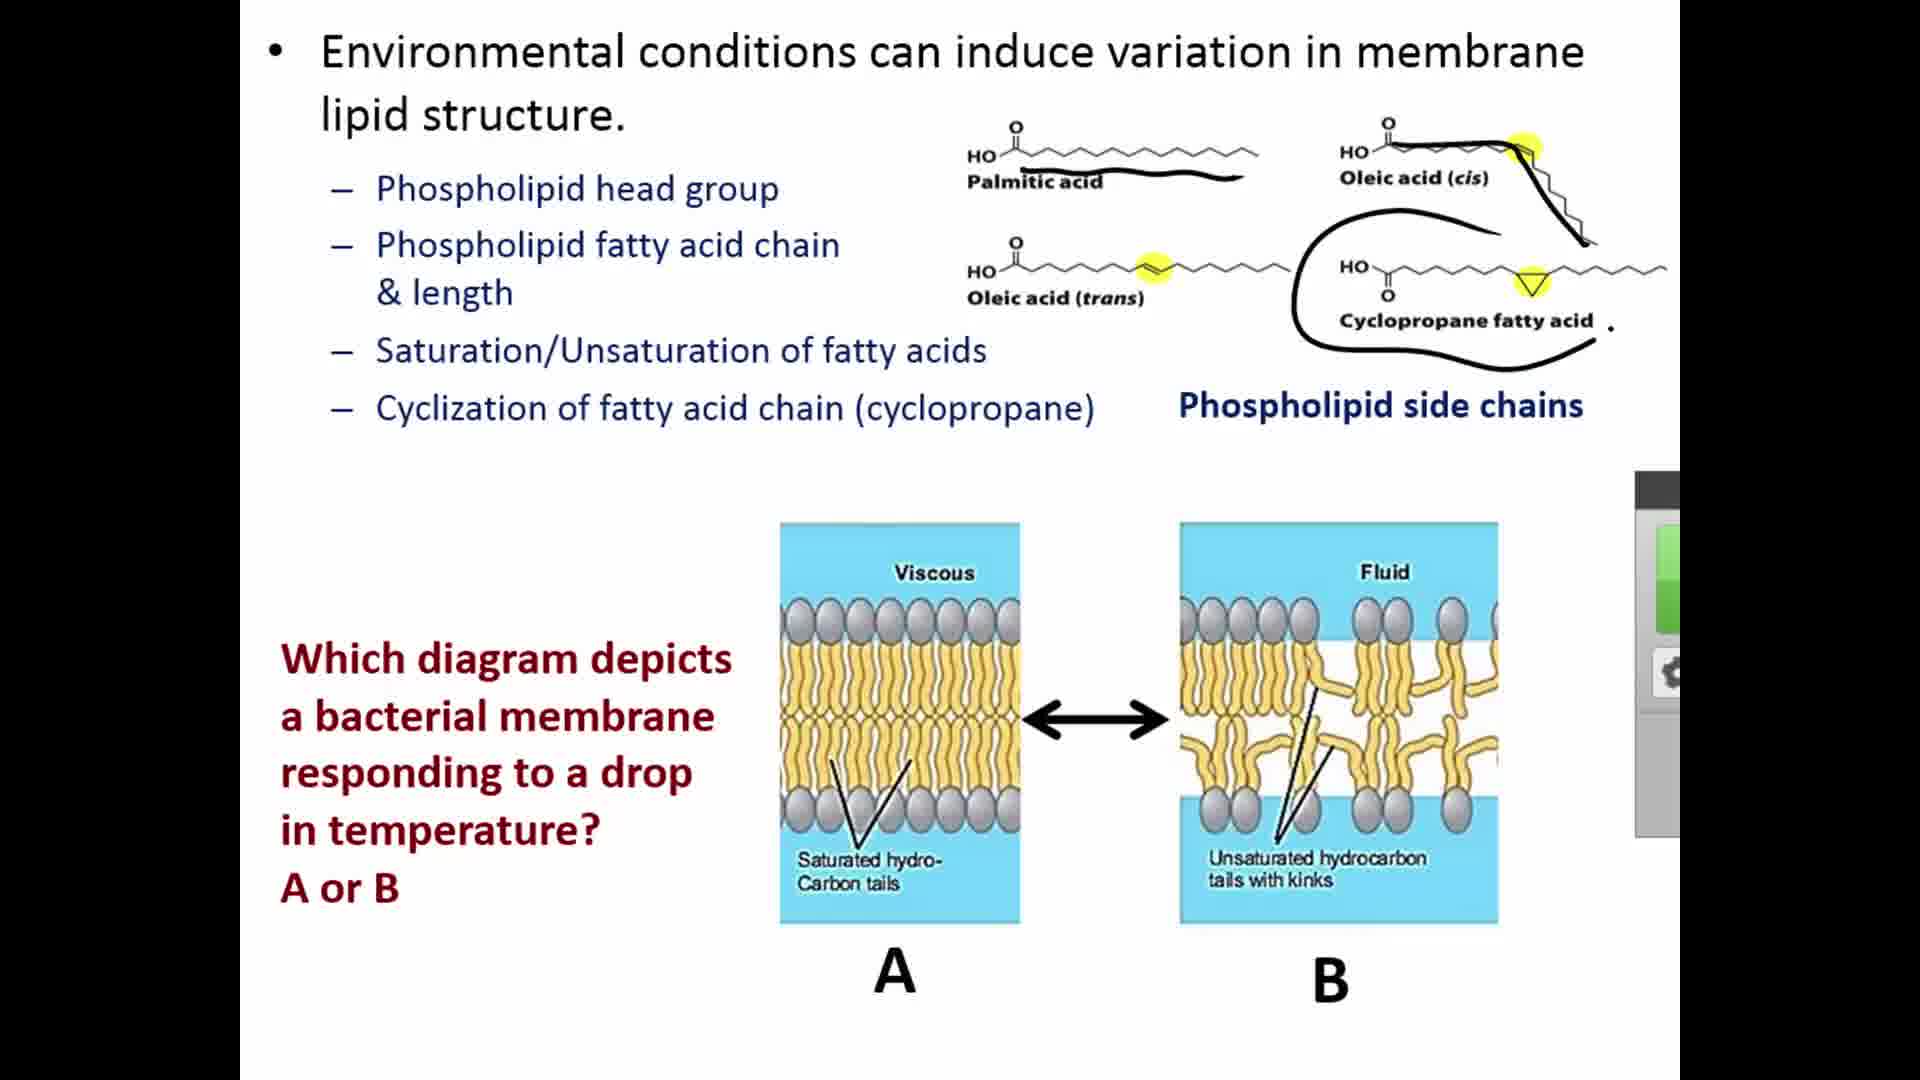 • Environmental conditions can induce variation in membrane
lipid structure.
– Phospholipid head group
– Phospholipid fatty acid chain
& length
– Saturation/Unsaturation of fatty acids
– Cyclization of fatty acid chain (cyclopropane)
O
HO
Palmitic acid
O
HO
Oleic acid (cis)
O
HO
Oleic acid (trans)
HO
O
Cyclopropane fatty acid
Phospholipid side chains
Which diagram depicts
a bacterial membrane
responding to a drop
in temperature?
A or B
Viscous
Saturated hydro-
Carbon tails
A
Fluid
Unsaturated hydrocarbon
tails with kinks
B